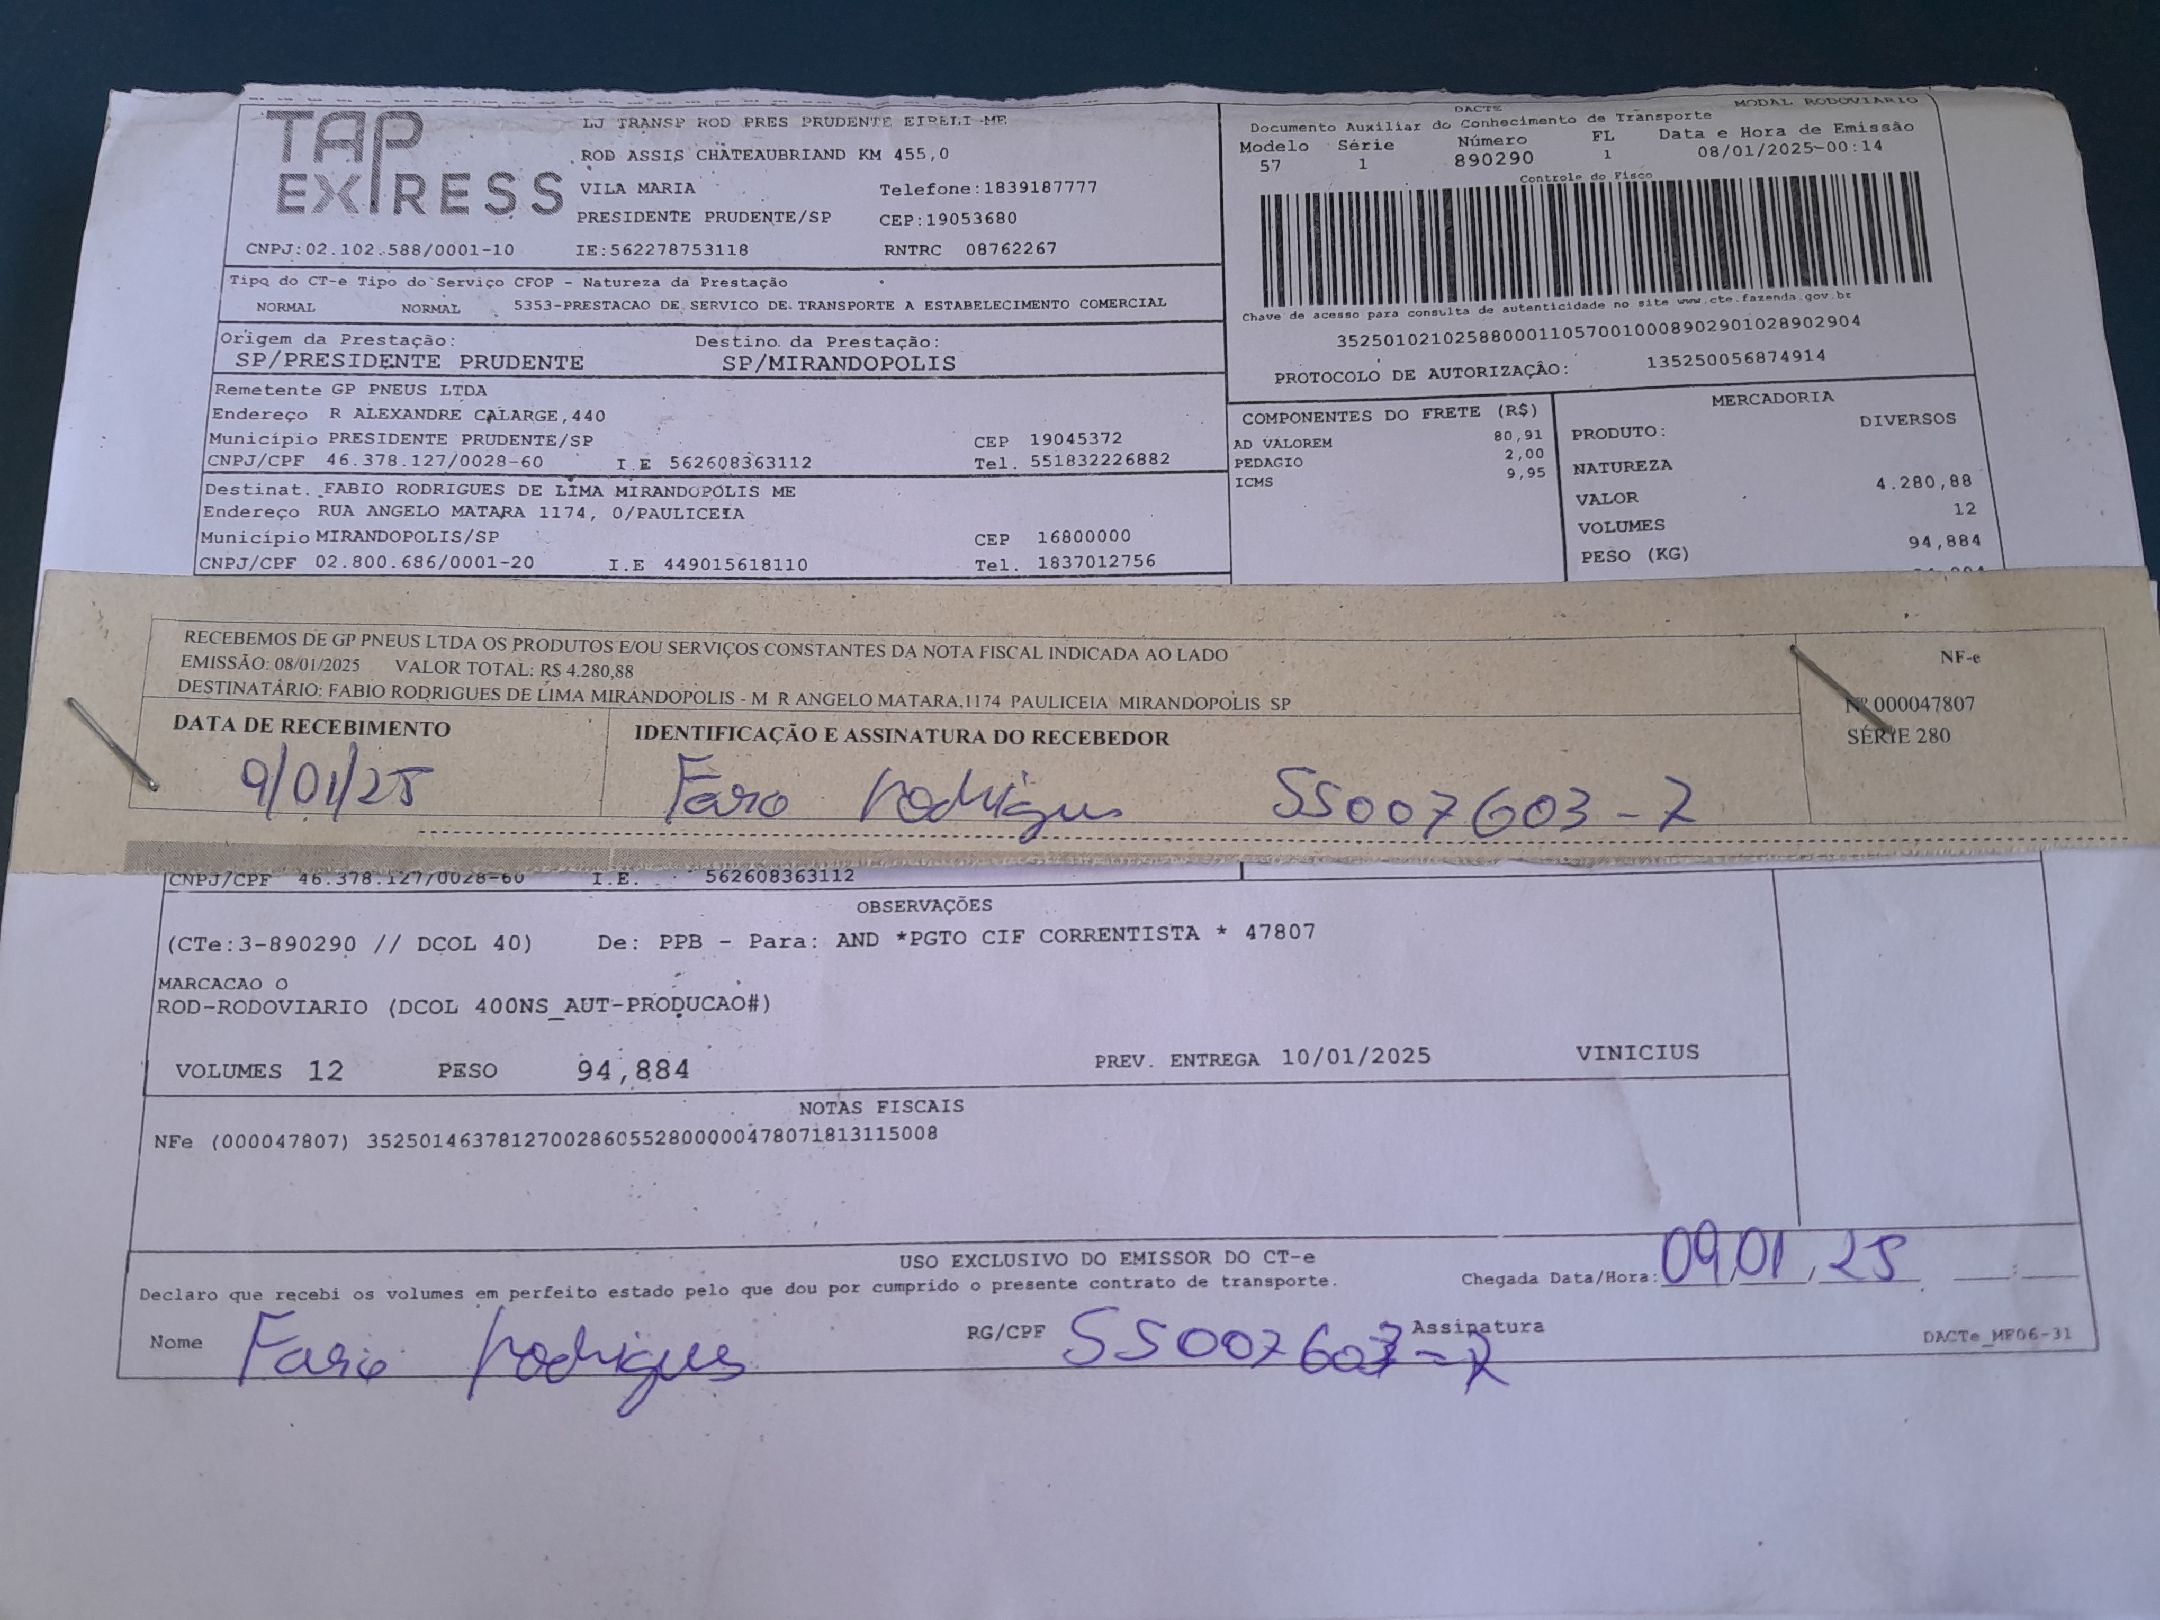 TAP EXPRESS
LJ TRANSP ROD PRES PRUDENTE EIRELI -ME
ROD ASSIS CHATEAUBRIAND KM 455,0
VILA MARIA Telefone:1839187777
PRESIDENTE PRUDENTE/SP CEP:19053680
CNPJ:02.102.588/0001-10 IE:562278753118 RNTRC 08762267
DACTE MODAL RODOVIARIO
Documento Auxiliar do Conhecimento de Transporte
Modelo Série Número FL Data e Hora de Emissão
57 1 890290 1 08/01/2025-00:14
Controle do Fisco
Chave de acesso para consulta de autenticidade no site www.cte.fazenda.gov.br
35250102102588000110570010008902901028902904
PROTOCOLO DE AUTORIZAÇÃO: 135250056874914
Tipo do CT-e Tipo do Serviço CFOP - Natureza da Prestação
NORMAL NORMAL 5353-PRESTACAO DE SERVICO DE TRANSPORTE A ESTABELECIMENTO COMERCIAL
Origem da Prestação: Destino da Prestação:
SP/PRESIDENTE PRUDENTE SP/MIRANDOPOLIS
Remetente GP PNEUS LTDA
Endereço R ALEXANDRE CALARGE,440
Município PRESIDENTE PRUDENTE/SP CEP 19045372
CNPJ/CPF 46.378.127/0028-60 I.E 562608363112 Tel. 551832226882
Destinat. FABIO RODRIGUES DE LIMA MIRANDOPOLIS ME
Endereço RUA ANGELO MATARA 1174, 0/PAULICEIA
Município MIRANDOPOLIS/SP CEP 16800000
CNPJ/CPF 02.800.686/0001-20 I.E 449015618110 Tel. 1837012756
COMPONENTES DO FRETE (R$)
AD VALOREM 80,91
PEDAGIO 2,00
ICMS 9,95
MERCADORIA
PRODUTO: DIVERSOS
NATUREZA
VALOR 4.280,88
VOLUMES 12
PESO (KG) 94,884
RECEBEMOS DE GP PNEUS LTDA OS PRODUTOS E/OU SERVIÇOS CONSTANTES DA NOTA FISCAL INDICADA AO LADO
EMISSÃO: 08/01/2025 VALOR TOTAL: R$ 4.280,88
DESTINATÁRIO: FABIO RODRIGUES DE LIMA MIRANDOPOLIS - M R ANGELO MATARA,1174 PAULICEIA MIRANDOPOLIS SP
NF-e
Nº 000047807
SÉRIE 280
DATA DE RECEBIMENTO IDENTIFICAÇÃO E ASSINATURA DO RECEBEDOR
9/01/25 Rodrigues 55007603-7
CNPJ/CPF 46.378.127/0028-60 I.E. 562608363112
OBSERVAÇÕES
(CTe:3-890290 // DCOL 40) De: PPB - Para: AND *PGTO CIF CORRENTISTA * 47807
MARCACAO O
ROD-RODOVIARIO (DCOL 400NS_AUT-PRODUCAO#)
VOLUMES 12 PESO 94,884 PREV. ENTREGA 10/01/2025 VINICIUS
NOTAS FISCAIS
NFe (000047807) 35250146378127002860552800000478071813115008
USO EXCLUSIVO DO EMISSOR DO CT-e
Declaro que recebi os volumes em perfeito estado pelo que dou por cumprido o presente contrato de transporte. Chegada Data/Hora: 09/01/25 __:__
Nome Rodrigues RG/CPF 55007603-7 Assinatura DACTe_MF06-31